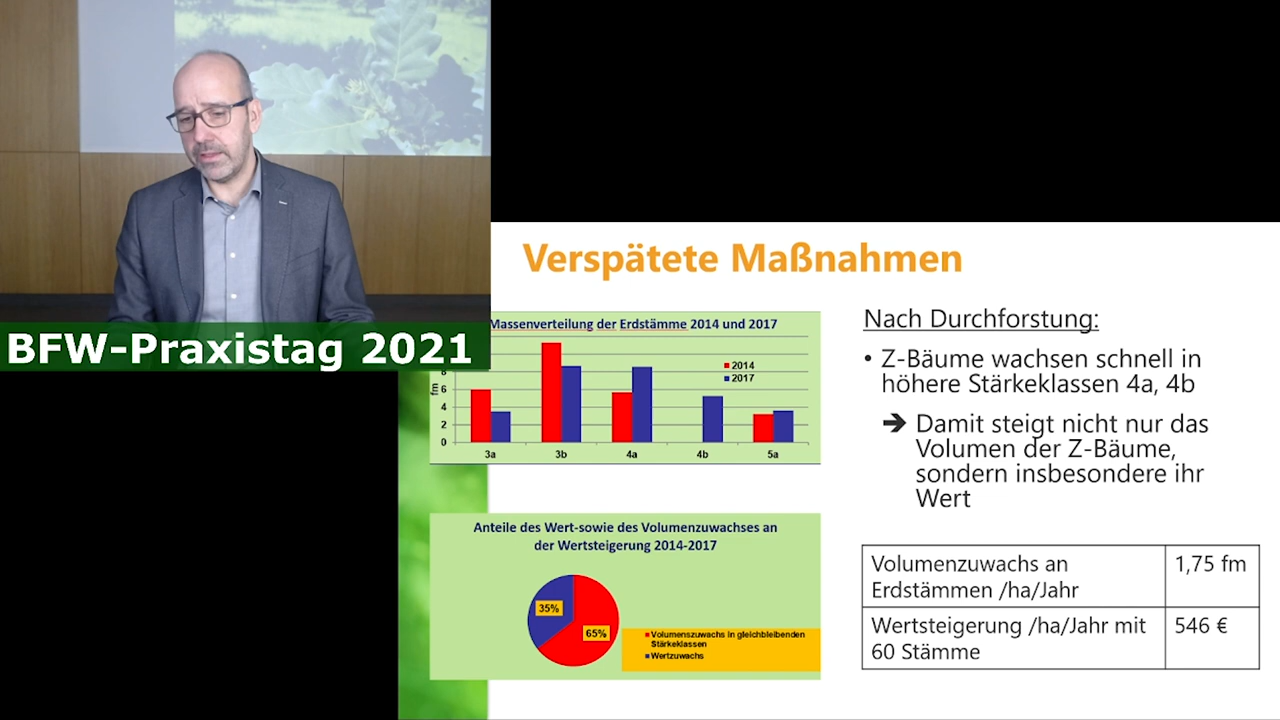 BFW-Praxistag 2021
Verspätete Maßnahmen
Massenverteilung der Erdstämme 2014 und 2017
fm
8
6
4
2
0
2014
2017
3a 3b 4a 4b 5a
Anteile des Wert-sowie des Volumenzuwachses an
der Wertsteigerung 2014-2017
35%
65%
Volumenszuwachs in gleichbleibenden
Stärkeklassen
Wertzuwachs
Nach Durchforstung:
• Z-Bäume wachsen schnell in
höhere Stärkeklassen 4a, 4b
➔ Damit steigt nicht nur das
Volumen der Z-Bäume,
sondern insbesondere ihr
Wert
Volumenzuwachs an 1,75 fm
Erdstämmen /ha/Jahr
Wertsteigerung /ha/Jahr mit 546 €
60 Stämme